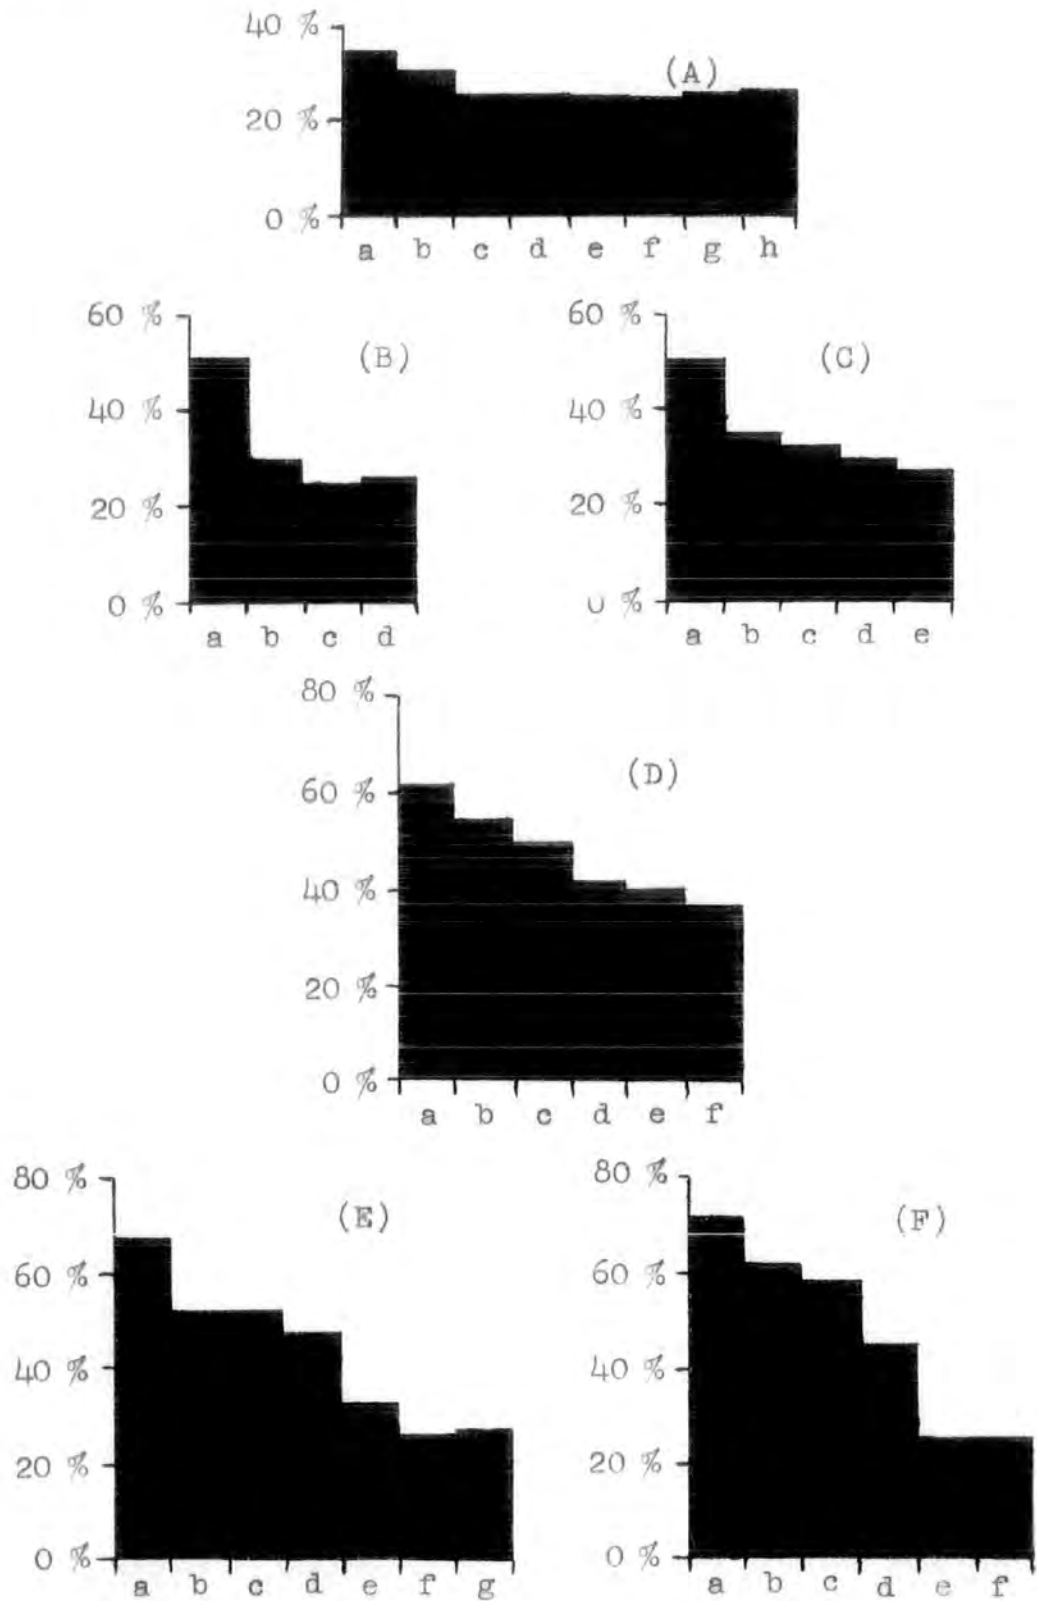 40 %
(A)
20 %
0 %
a b c d e f g h
60 % (B) 60 % (C)
40 % 40 %
20 % 20 %
0 % 0 %
a b c d a b c d e
80 %
(D)
60 %
40 %
20 %
0 %
a b c d e f
80 % (E) 80 % (F)
60 % 60 %
40 % 40 %
20 % 20 %
0 % 0 %
a b c d e f g a b c d e f